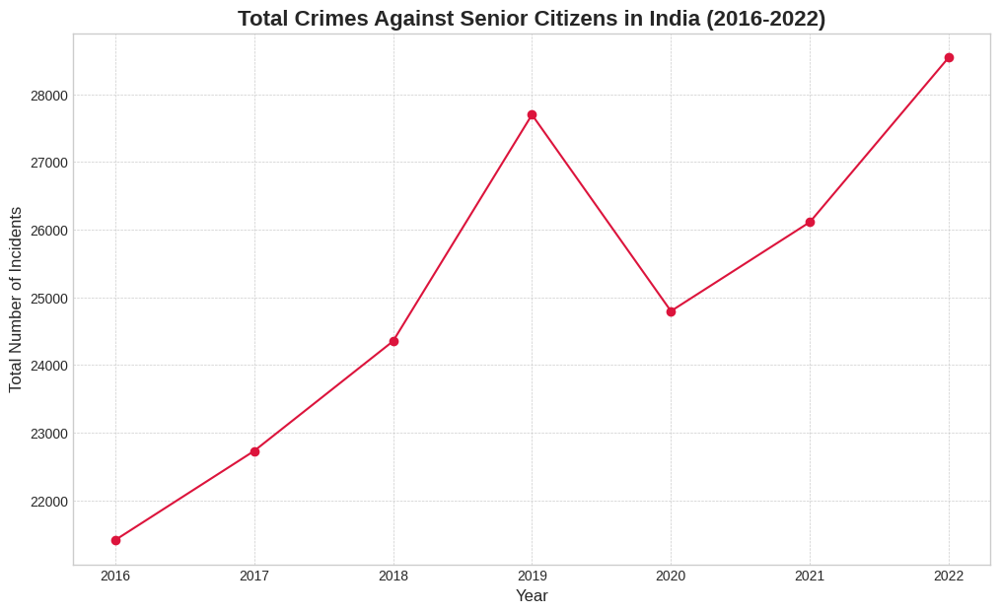 Total Crimes Against Senior Citizens in India (2016-2022)
Total Number of Incidents
28000
27000
26000
25000
24000
23000
22000
2016 2017 2018 2019 2020 2021 2022
Year